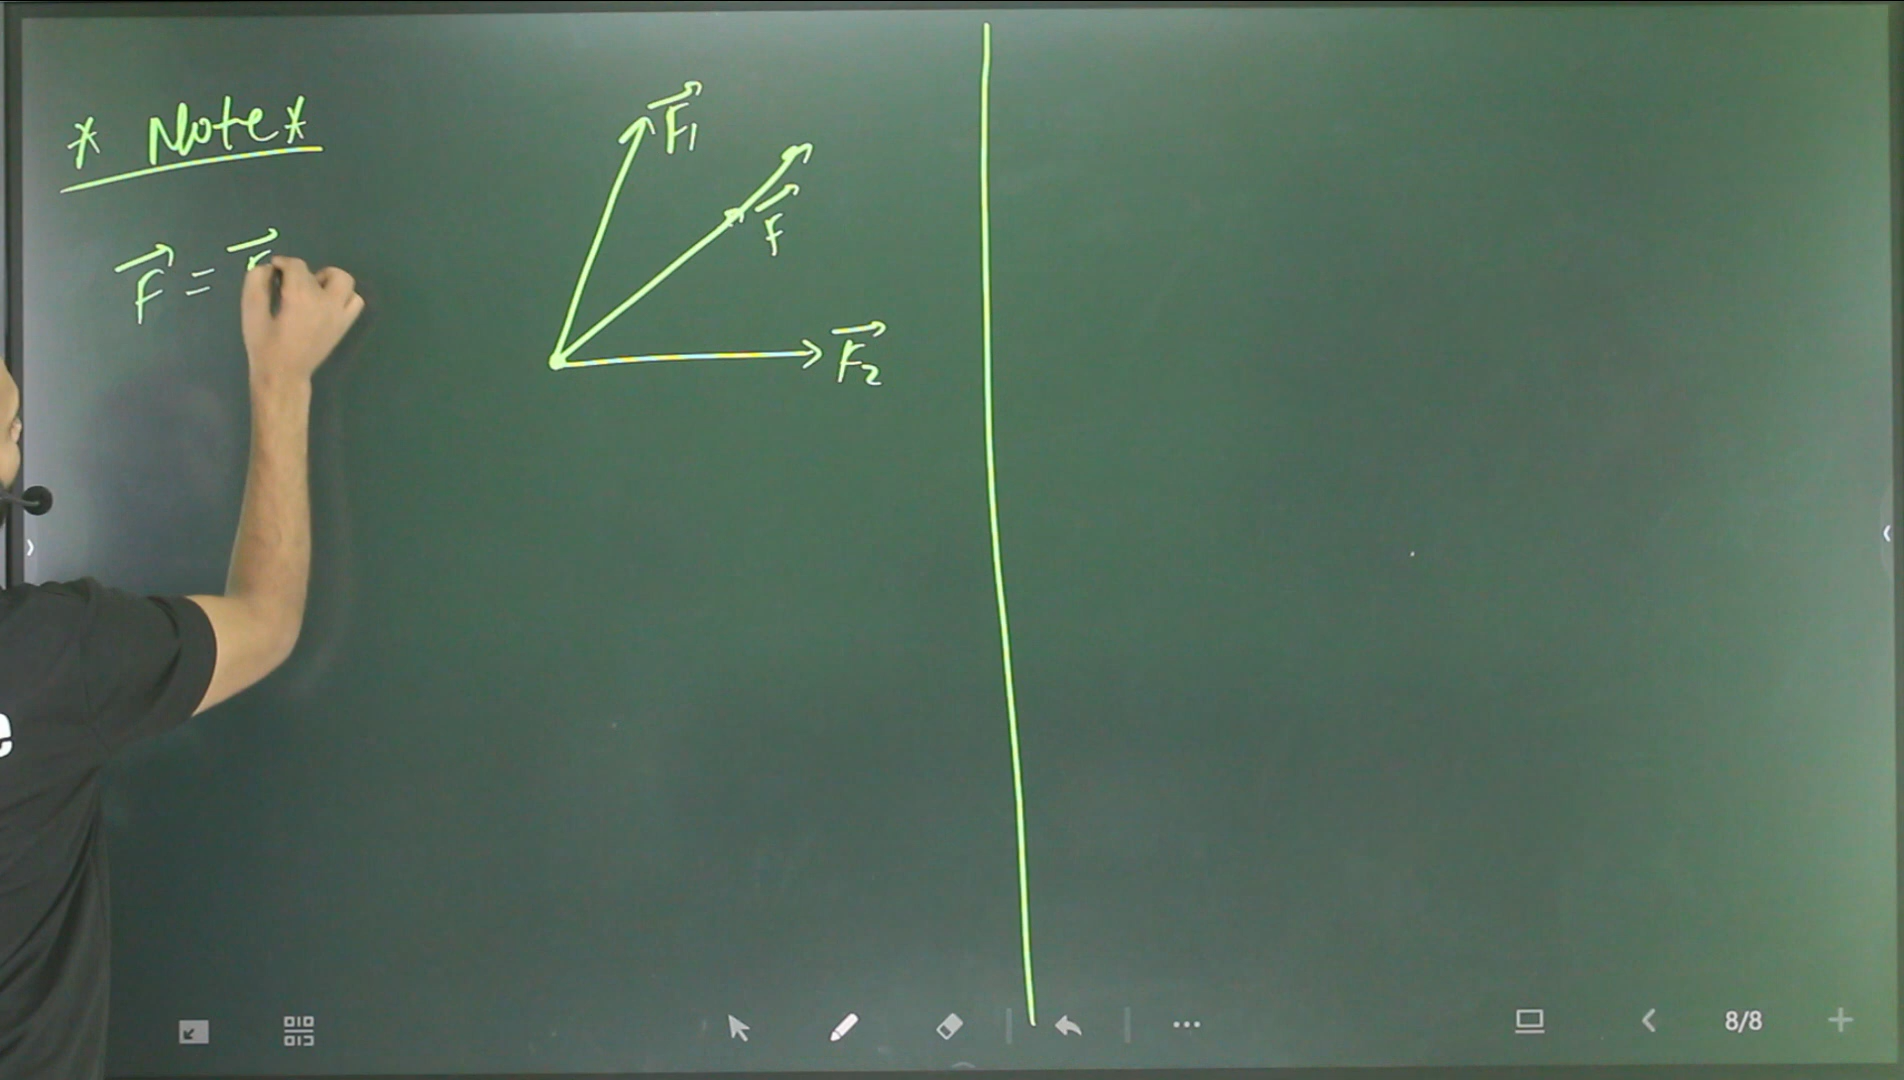 * Note *
F⃗ = F⃗
F⃗1
F⃗
F⃗2
e
8/8